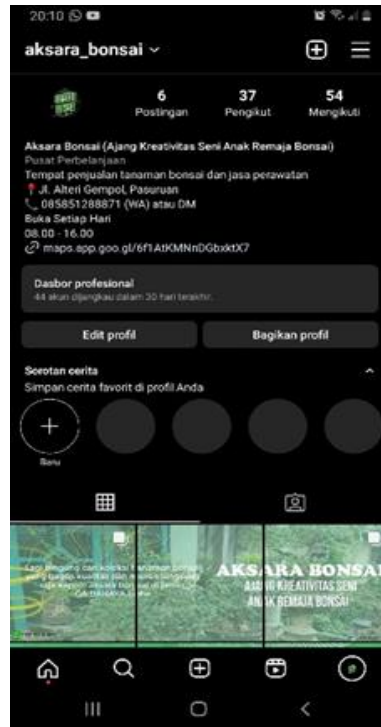 20:10
aksara_bonsai
6 37 54
Postingan Pengikut Mengikuti
Aksara Bonsai (Ajang Kreativitas Seni Anak Remaja Bonsai)
Pusat Perbelanjaan
Tempat penjualan tanaman bonsai dan jasa perawatan
Jl. Alteri Gempol, Pasuruan
085851288871 (WA) atau DM
Buka Setiap Hari
08.00 - 16.00
maps.app.goo.gl/6f1AtKMNnDGbxktX7
Dasbor profesional
44 akun dijangkau dalam 30 hari terakhir.
Edit profil Bagikan profil
Sorotan cerita
Simpan cerita favorit di profil Anda
Baru
AKSARA BONSAI
AJANG KREATIVITAS SENI
ANAK REMAJA BONSAI